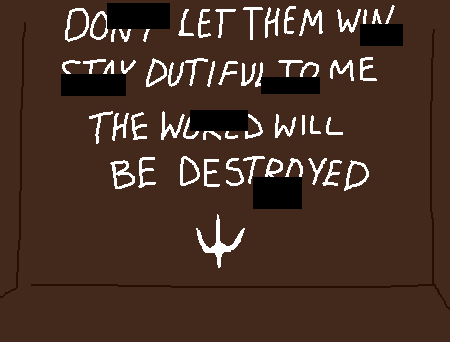 DON'T LET THEM WIN
STAY DUTIFUL TO ME
THE WORLD WILL
BE DESTROYED